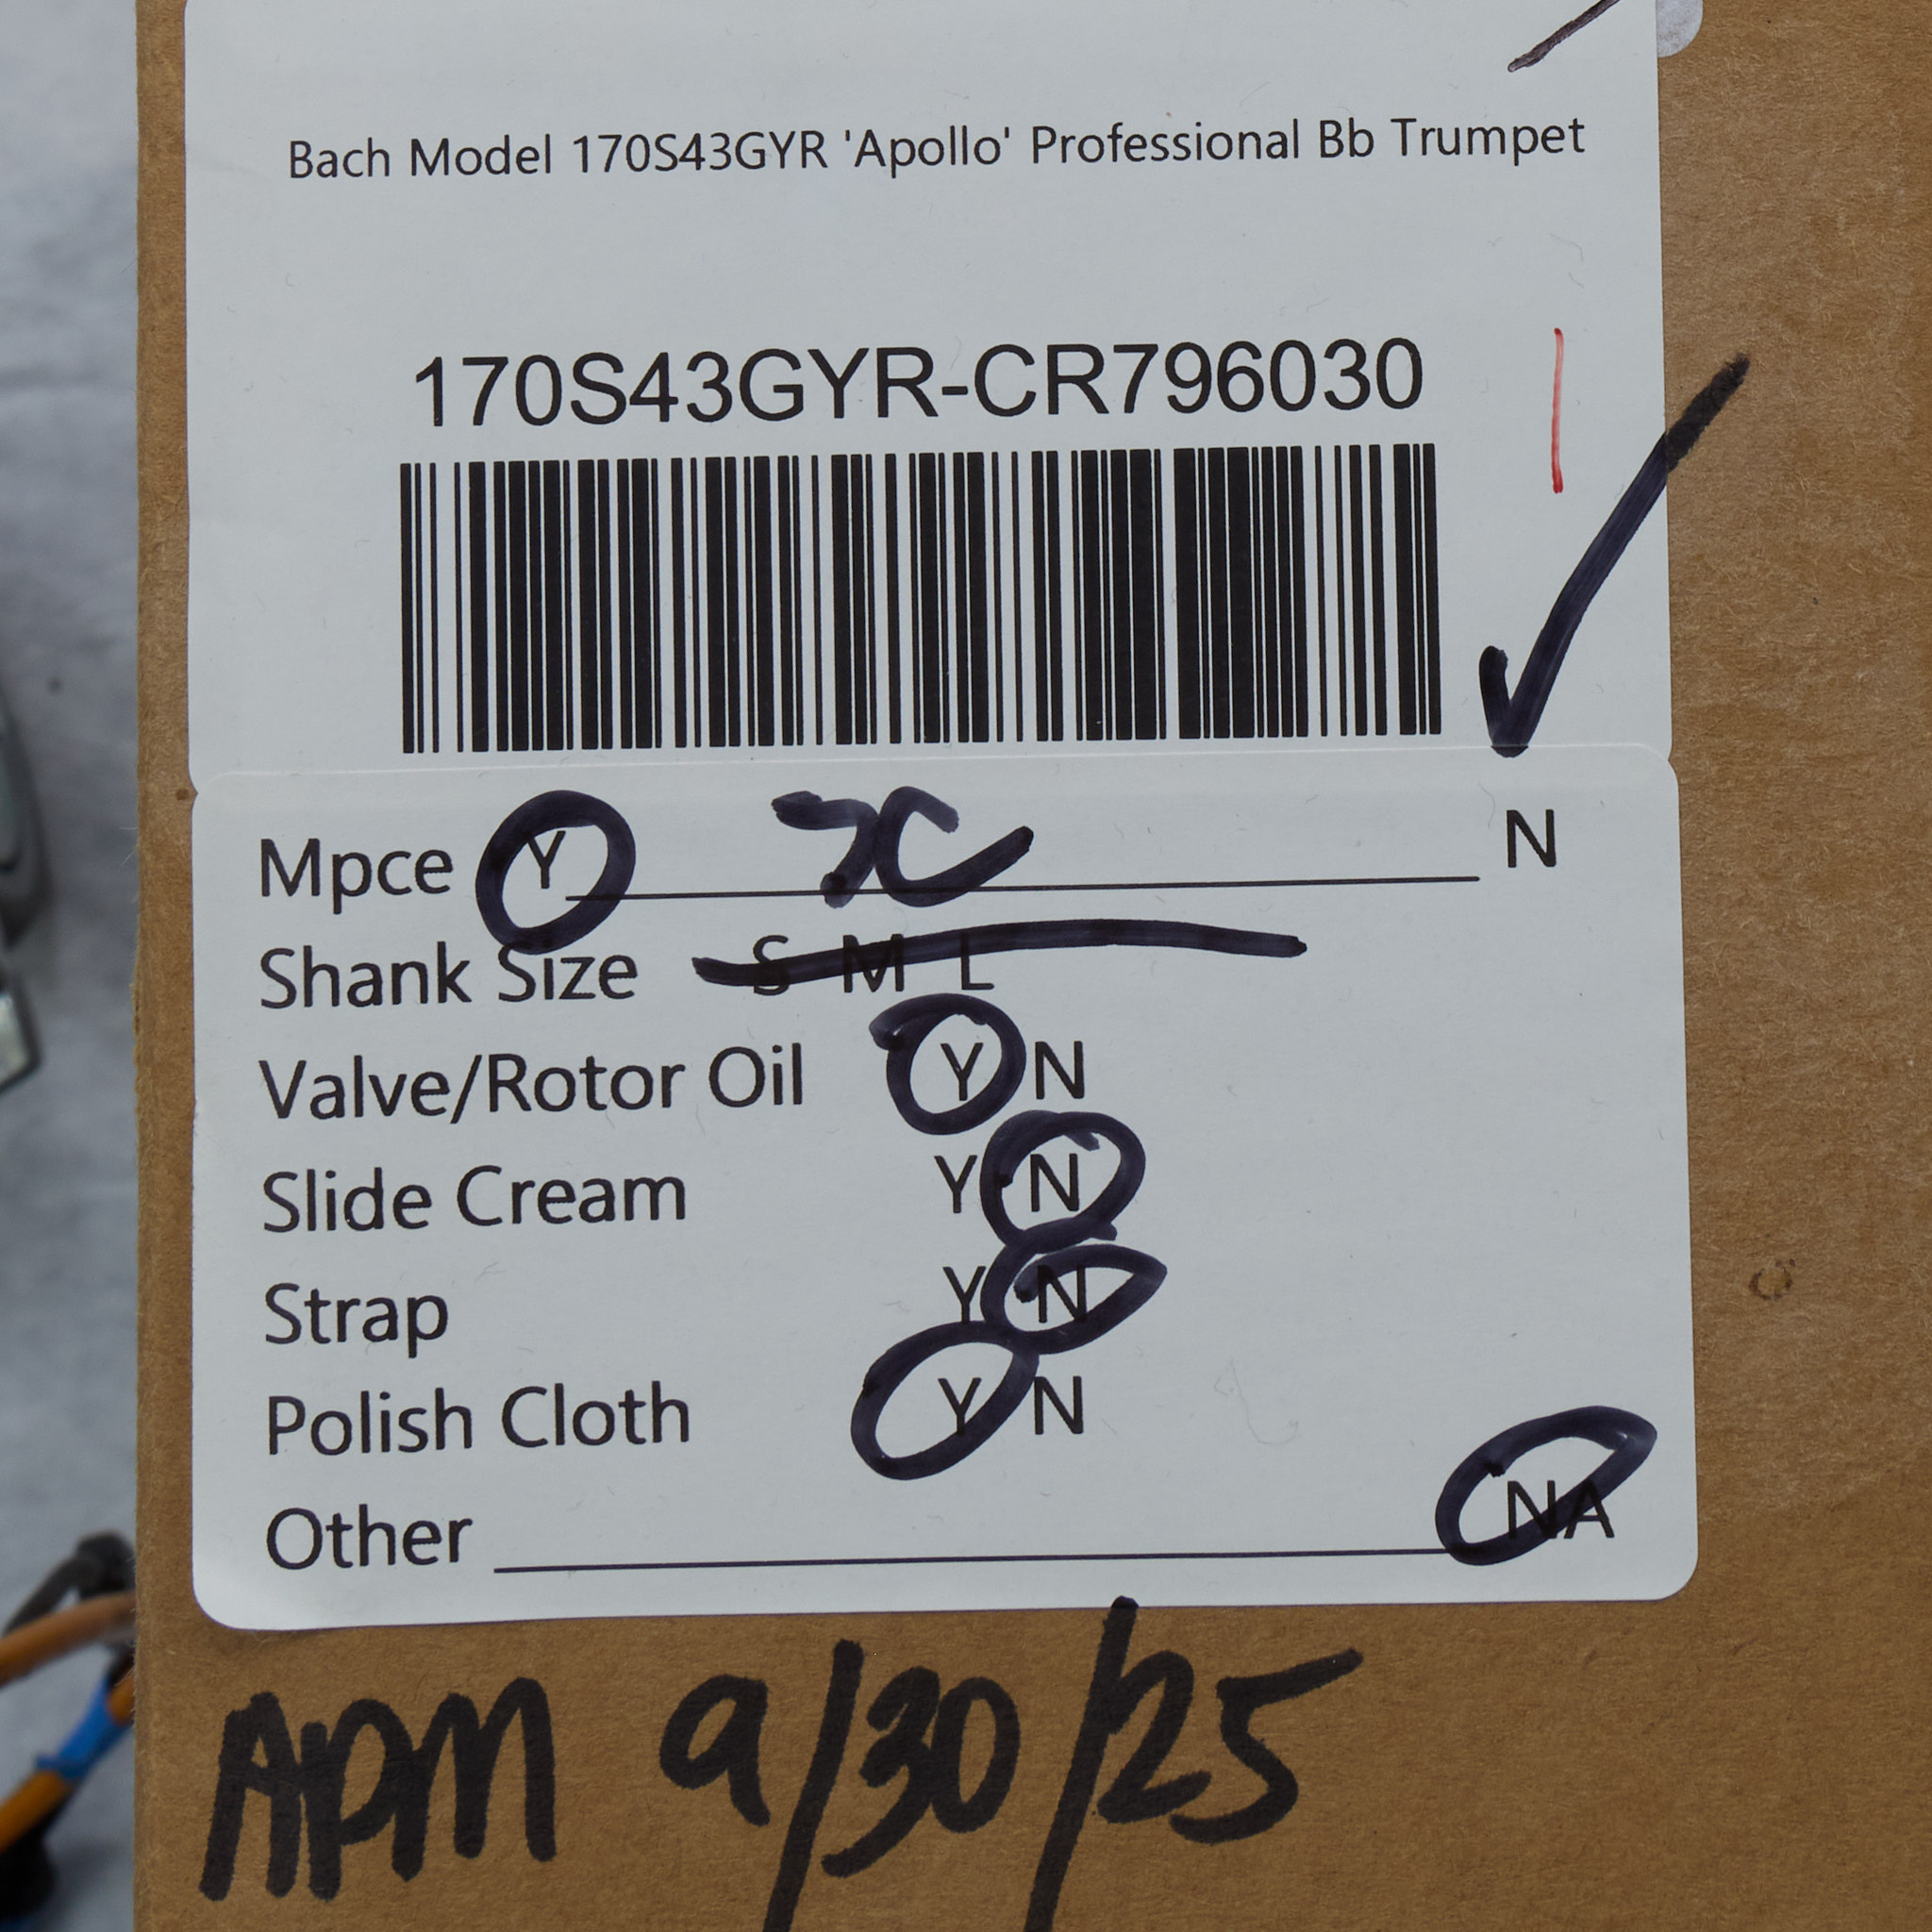 Bach Model 170S43GYR 'Apollo' Professional Bb Trumpet
170S43GYR-CR796030
Mpce Y 7C N
Shank Size S M L
Valve/Rotor Oil Y N
Slide Cream Y N
Strap Y N
Polish Cloth Y N
Other NA
APM 9/30/25